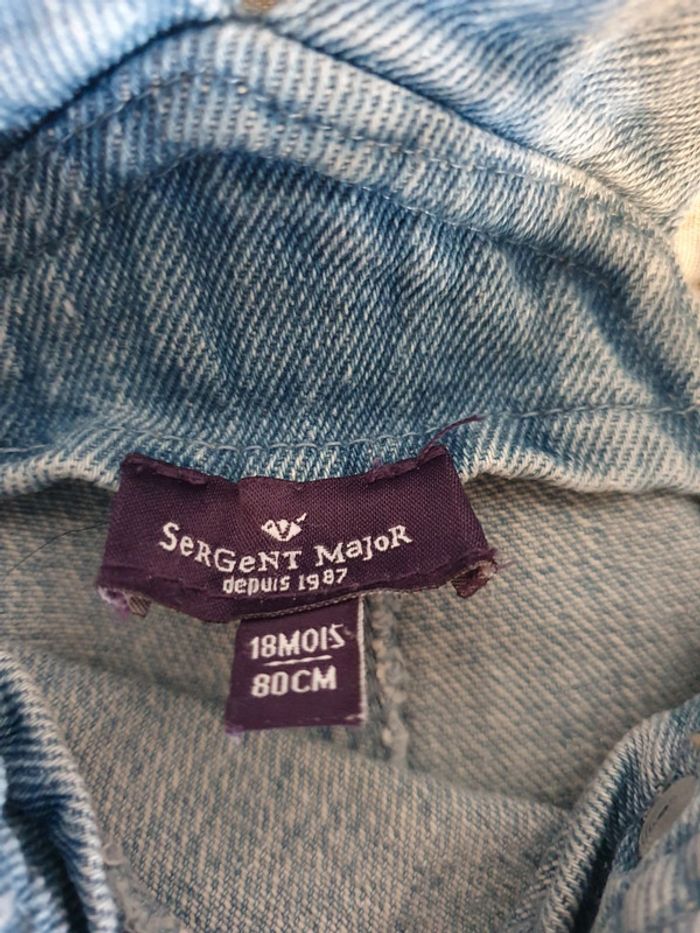 SeRGeNT MaJoR
depuis 1987
18MOIS
80CM